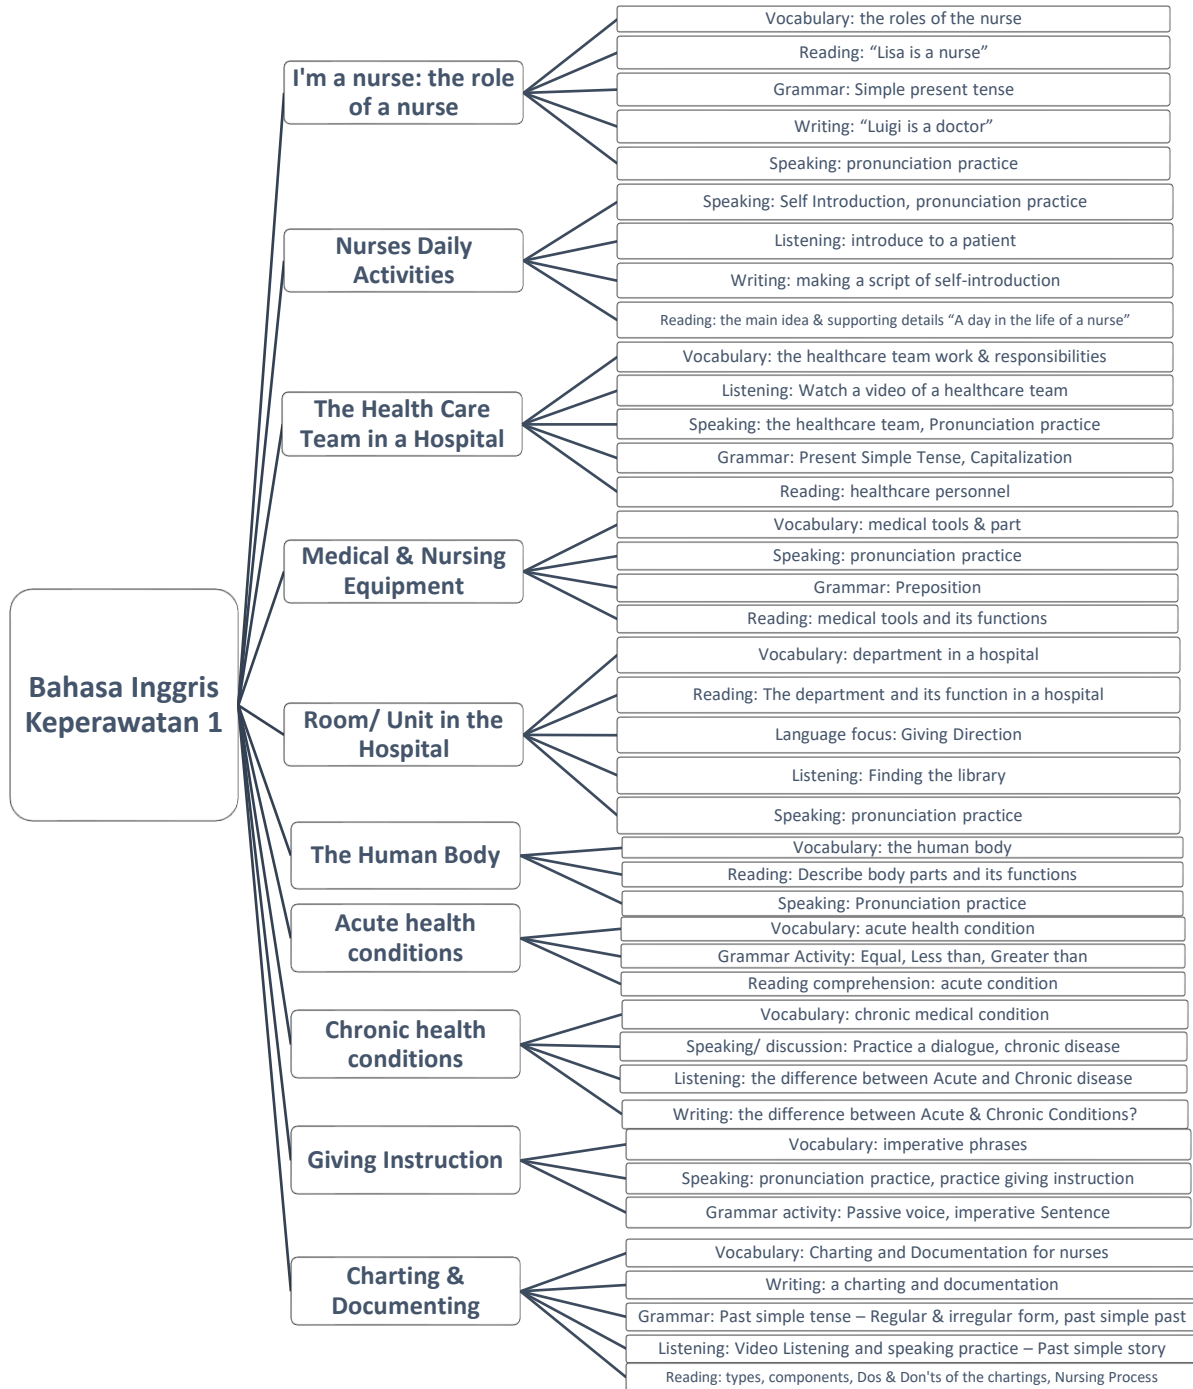 Bahasa Inggris
Keperawatan 1
I'm a nurse: the role
of a nurse
Vocabulary: the roles of the nurse
Reading: “Lisa is a nurse”
Grammar: Simple present tense
Writing: “Luigi is a doctor”
Speaking: pronunciation practice
Nurses Daily
Activities
Speaking: Self Introduction, pronunciation practice
Listening: introduce to a patient
Writing: making a script of self-introduction
Reading: the main idea & supporting details “A day in the life of a nurse”
The Health Care
Team in a Hospital
Vocabulary: the healthcare team work & responsibilities
Listening: Watch a video of a healthcare team
Speaking: the healthcare team, Pronunciation practice
Grammar: Present Simple Tense, Capitalization
Reading: healthcare personnel
Medical & Nursing
Equipment
Vocabulary: medical tools & part
Speaking: pronunciation practice
Grammar: Preposition
Reading: medical tools and its functions
Room/ Unit in the
Hospital
Vocabulary: department in a hospital
Reading: The department and its function in a hospital
Language focus: Giving Direction
Listening: Finding the library
Speaking: pronunciation practice
The Human Body
Vocabulary: the human body
Reading: Describe body parts and its functions
Speaking: Pronunciation practice
Acute health
conditions
Vocabulary: acute health condition
Grammar Activity: Equal, Less than, Greater than
Reading comprehension: acute condition
Chronic health
conditions
Vocabulary: chronic medical condition
Speaking/ discussion: Practice a dialogue, chronic disease
Listening: the difference between Acute and Chronic disease
Writing: the difference between Acute & Chronic Conditions?
Giving Instruction
Vocabulary: imperative phrases
Speaking: pronunciation practice, practice giving instruction
Grammar activity: Passive voice, imperative Sentence
Charting &
Documenting
Vocabulary: Charting and Documentation for nurses
Writing: a charting and documentation
Grammar: Past simple tense – Regular & irregular form, past simple past
Listening: Video Listening and speaking practice – Past simple story
Reading: types, components, Dos & Don'ts of the chartings, Nursing Process